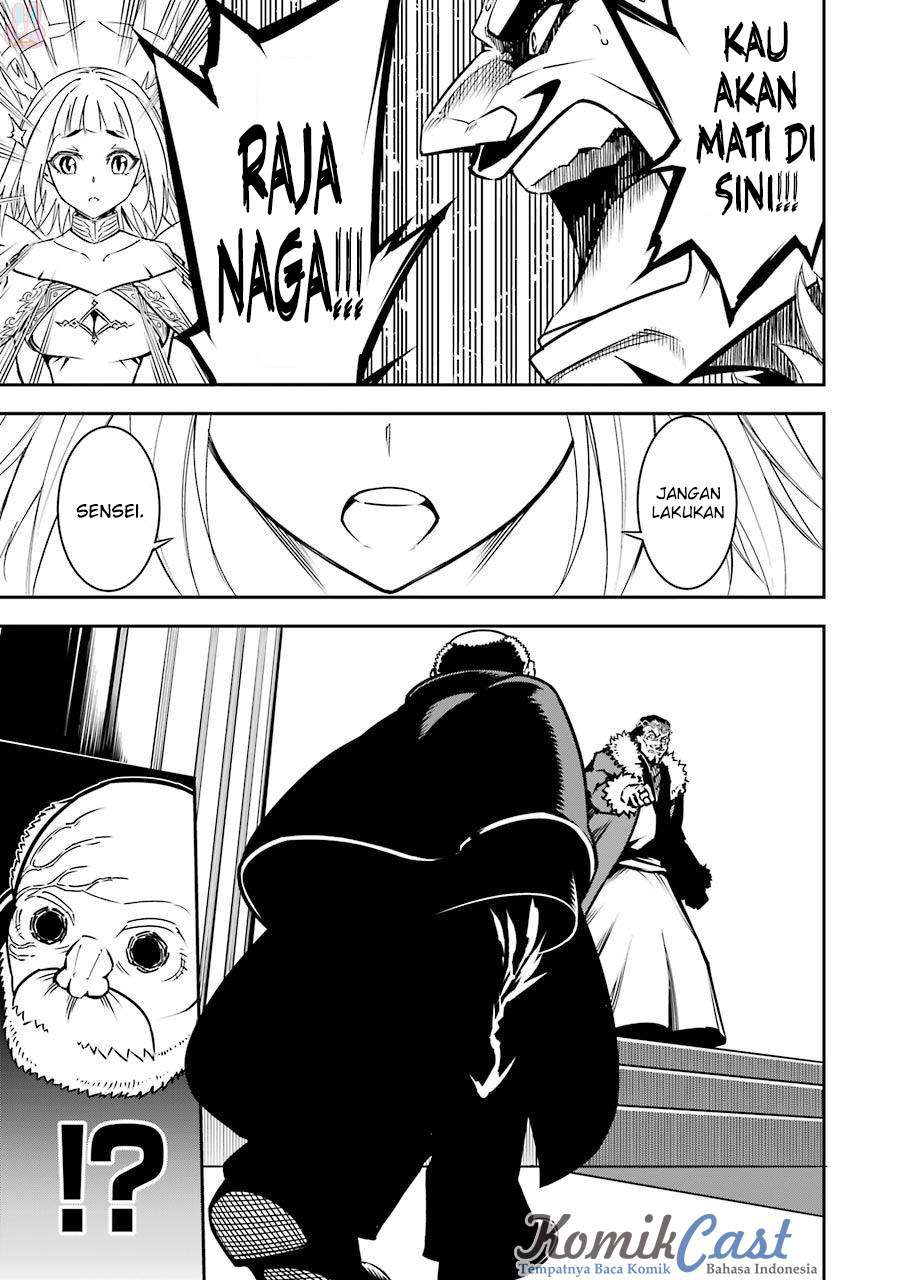 KAU
AKAN
MATI DI
SINI!!!
RAJA
NAGA!!!
JANGAN
LAKUKAN
SENSEI.
!?
KomikCast
Tempatnya Baca Komik Bahasa Indonesia